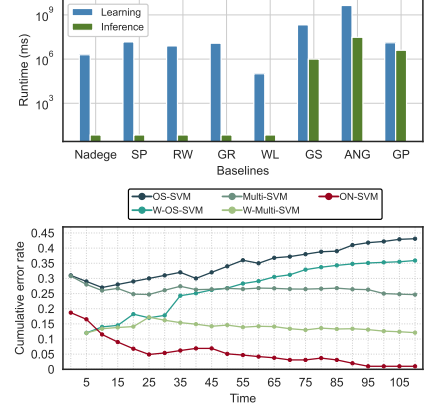 10^9
10^6
10^3
Runtime (ms)
Learning
Inference
Nadege SP RW GR WL GS ANG GP
Baselines
OS-SVM Multi-SVM ON-SVM
W-OS-SVM W-Multi-SVM
Cumulative error rate
0.45
0.4
0.35
0.3
0.25
0.2
0.15
0.1
0.05
0
5 15 25 35 45 55 65 75 85 95 105
Time